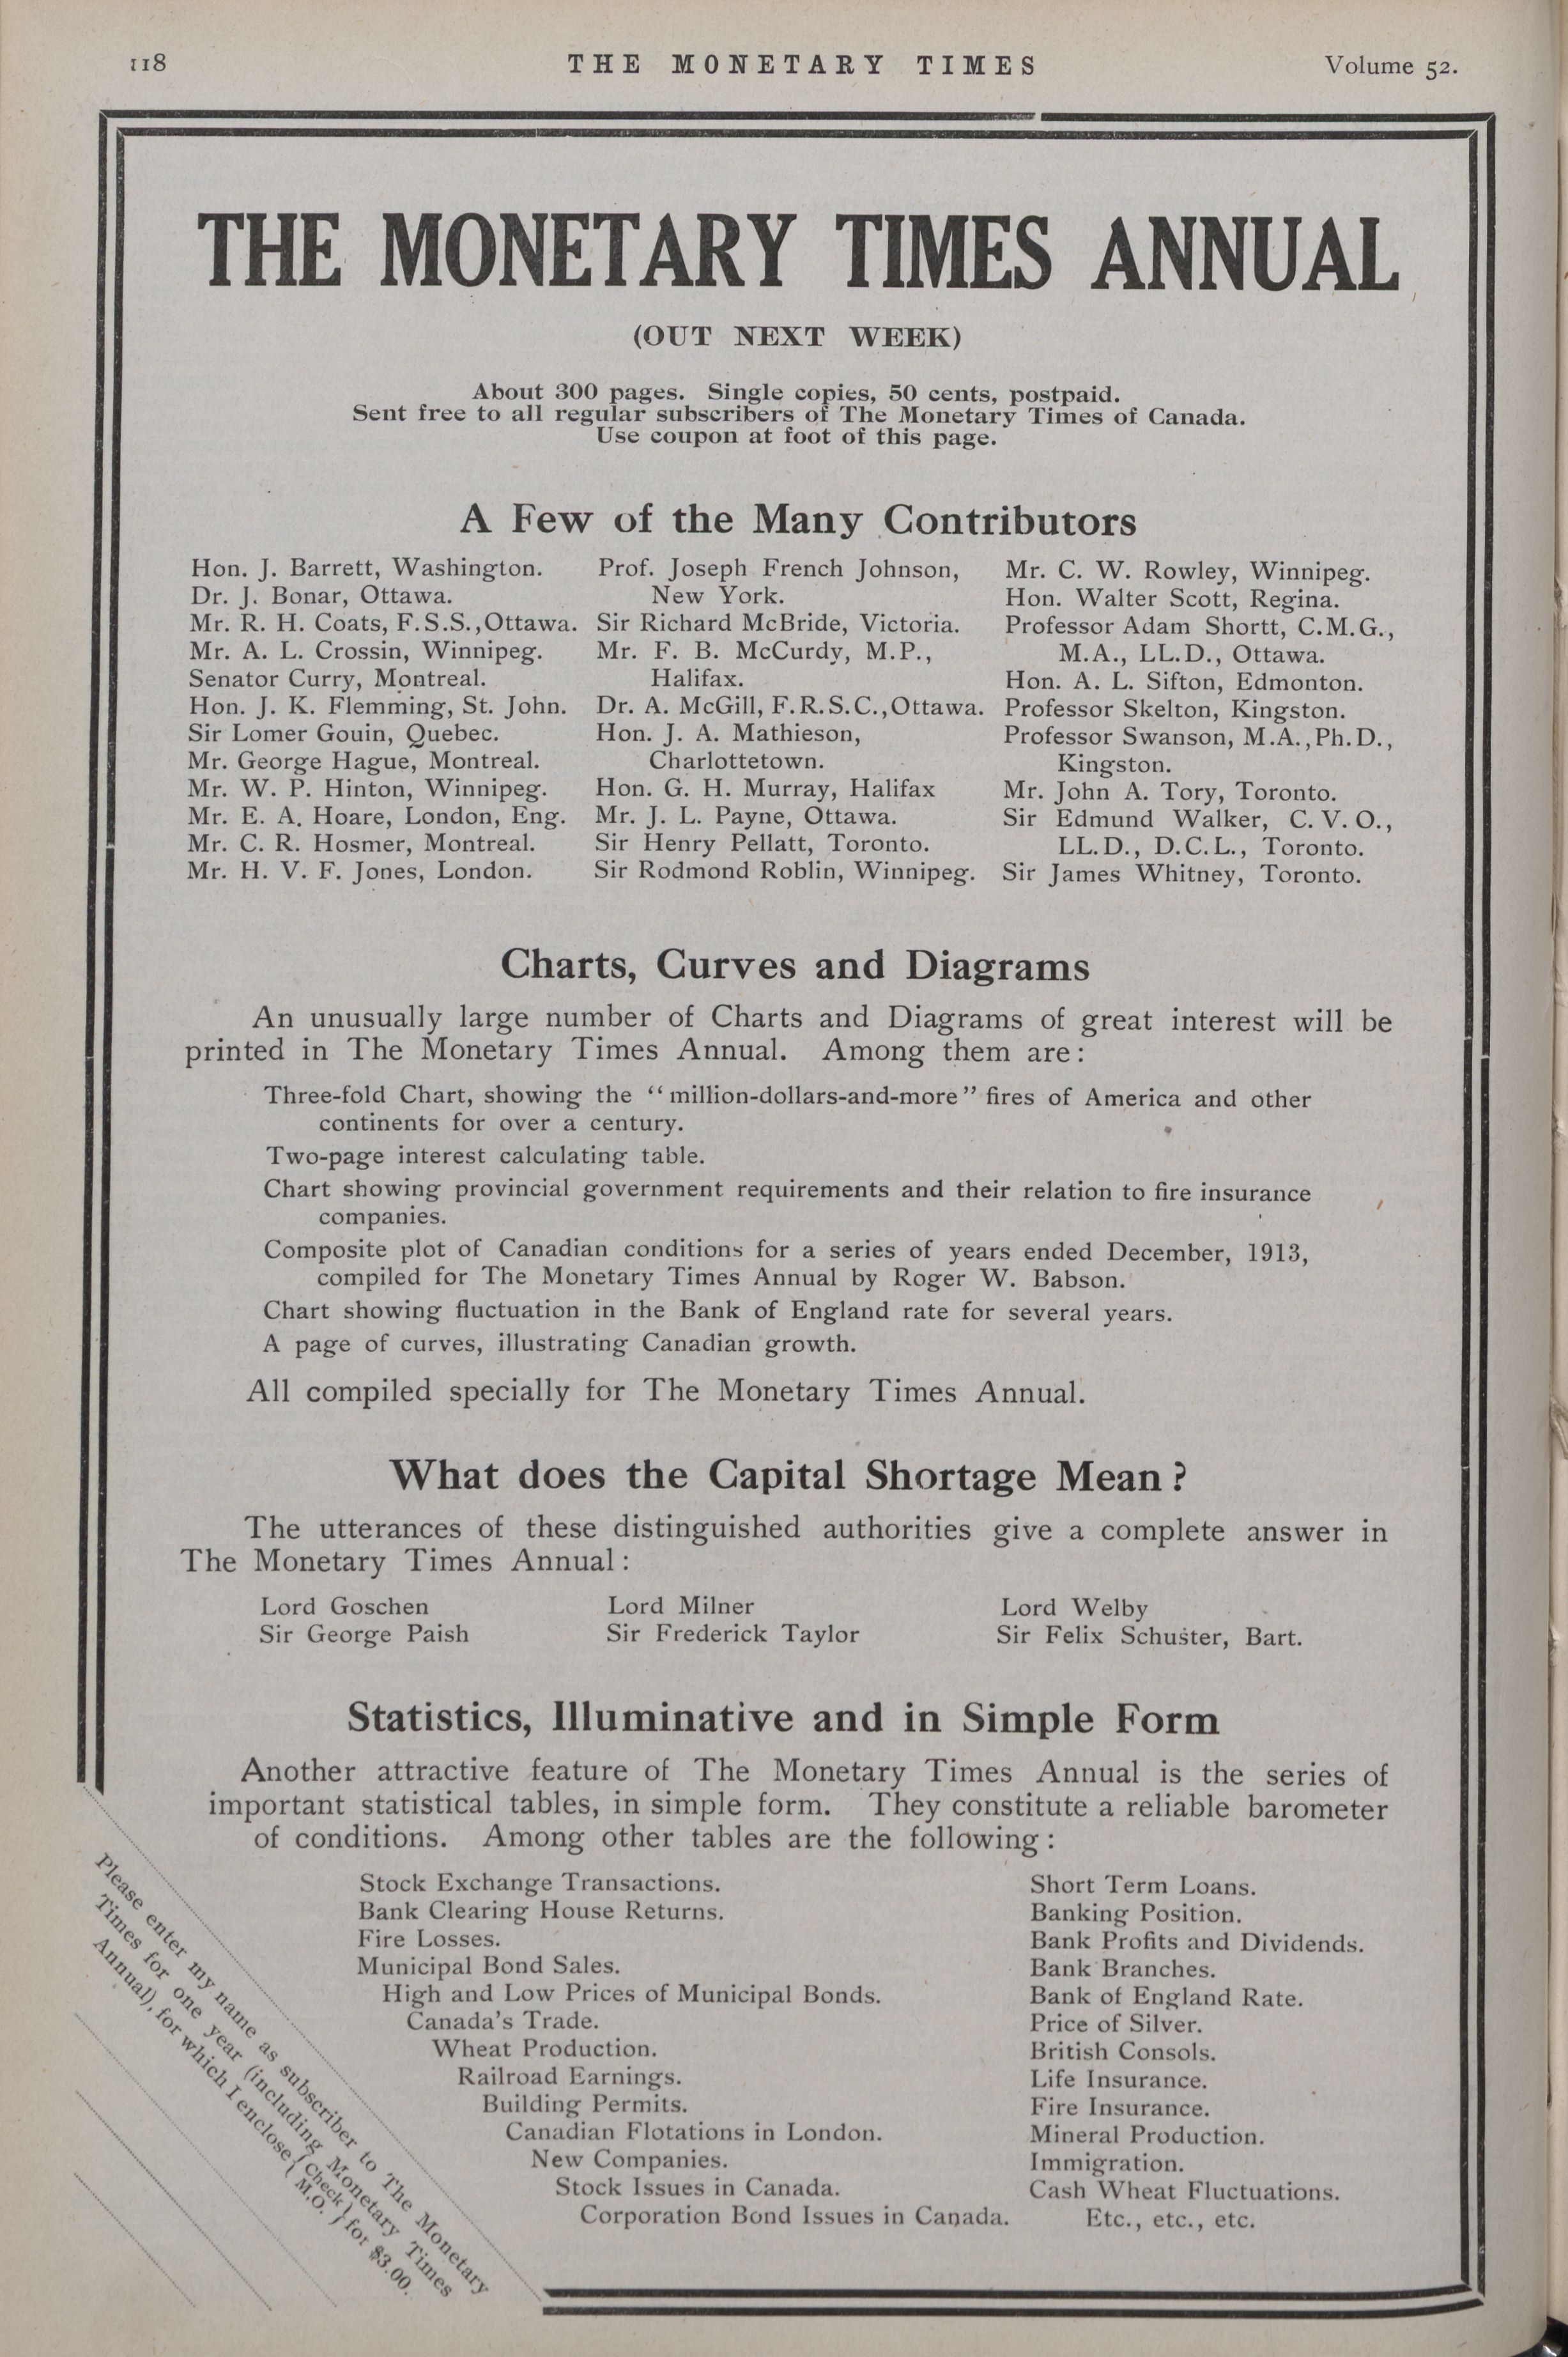 118
THE MONETARY TIMES
Volume 52.
THE MONETARY TIMES ANNUAL
(OUT NEXT WEEK)
About 300 pages. Single copies, 50 cents, postpaid.
Sent free to all regular subscribers of The Monetary Times of Canada.
Use coupon at foot of this page.
A Few of the Many Contributors
Hon. J. Barrett, Washington.
Dr. J. Bonar, Ottawa.
Mr. R. H. Coats, F.S.S., Ottawa.
Mr. A. L. Crossin, Winnipeg.
Senator Curry, Montreal.
Hon. J. K. Flemming, St. John.
Sir Lomer Gouin, Quebec.
Mr. George Hague, Montreal.
Mr. W. P. Hinton, Winnipeg.
Mr. E. A. Hoare, London, Eng.
Mr. C. R. Hosmer, Montreal.
Mr. H. V. F. Jones, London.
Prof. Joseph French Johnson,
New York.
Sir Richard McBride, Victoria.
Mr. F. B. McCurdy, M.P.,
Halifax.
Dr. A. McGill, F.R.S.C., Ottawa.
Hon. J. A. Mathieson,
Charlottetown.
Hon. G. H. Murray, Halifax
Mr. J. L. Payne, Ottawa.
Sir Henry Pellatt, Toronto.
Sir Rodmond Roblin, Winnipeg.
Mr. C. W. Rowley, Winnipeg.
Hon. Walter Scott, Regina.
Professor Adam Shortt, C.M.G.,
M.A., LL.D., Ottawa.
Hon. A. L. Sifton, Edmonton.
Professor Skelton, Kingston.
Professor Swanson, M.A., Ph.D.,
Kingston.
Mr. John A. Tory, Toronto.
Sir Edmund Walker, C. V. O.,
LL.D., D.C.L., Toronto.
Sir James Whitney, Toronto.
Charts, Curves and Diagrams
An unusually large number of Charts and Diagrams of great interest will be
printed in The Monetary Times Annual. Among them are:
Three-fold Chart, showing the "million-dollars-and-more" fires of America and other
continents for over a century.
Two-page interest calculating table.
Chart showing provincial government requirements and their relation to fire insurance
companies.
Composite plot of Canadian conditions for a series of years ended December, 1913,
compiled for The Monetary Times Annual by Roger W. Babson.
Chart showing fluctuation in the Bank of England rate for several years.
A page of curves, illustrating Canadian growth.
All compiled specially for The Monetary Times Annual.
What does the Capital Shortage Mean?
The utterances of these distinguished authorities give a complete answer in
The Monetary Times Annual:
Lord Goschen
Sir George Paish
Lord Milner
Sir Frederick Taylor
Lord Welby
Sir Felix Schuster, Bart.
Statistics, Illuminative and in Simple Form
Another attractive feature of The Monetary Times Annual is the series of
important statistical tables, in simple form. They constitute a reliable barometer
of conditions. Among other tables are the following:
Stock Exchange Transactions.
Bank Clearing House Returns.
Fire Losses.
Municipal Bond Sales.
High and Low Prices of Municipal Bonds.
Canada's Trade.
Wheat Production.
Railroad Earnings.
Building Permits.
Canadian Flotations in London.
New Companies.
Stock Issues in Canada.
Corporation Bond Issues in Canada.
Short Term Loans.
Banking Position.
Bank Profits and Dividends.
Bank Branches.
Bank of England Rate.
Price of Silver.
British Consols.
Life Insurance.
Fire Insurance.
Mineral Production.
Immigration.
Cash Wheat Fluctuations.
Etc., etc., etc.
Please enter my name as subscriber to The Monetary
Times for one year (including Monetary Times
Annual), for which I enclose { Check M.O. } for $3.00.